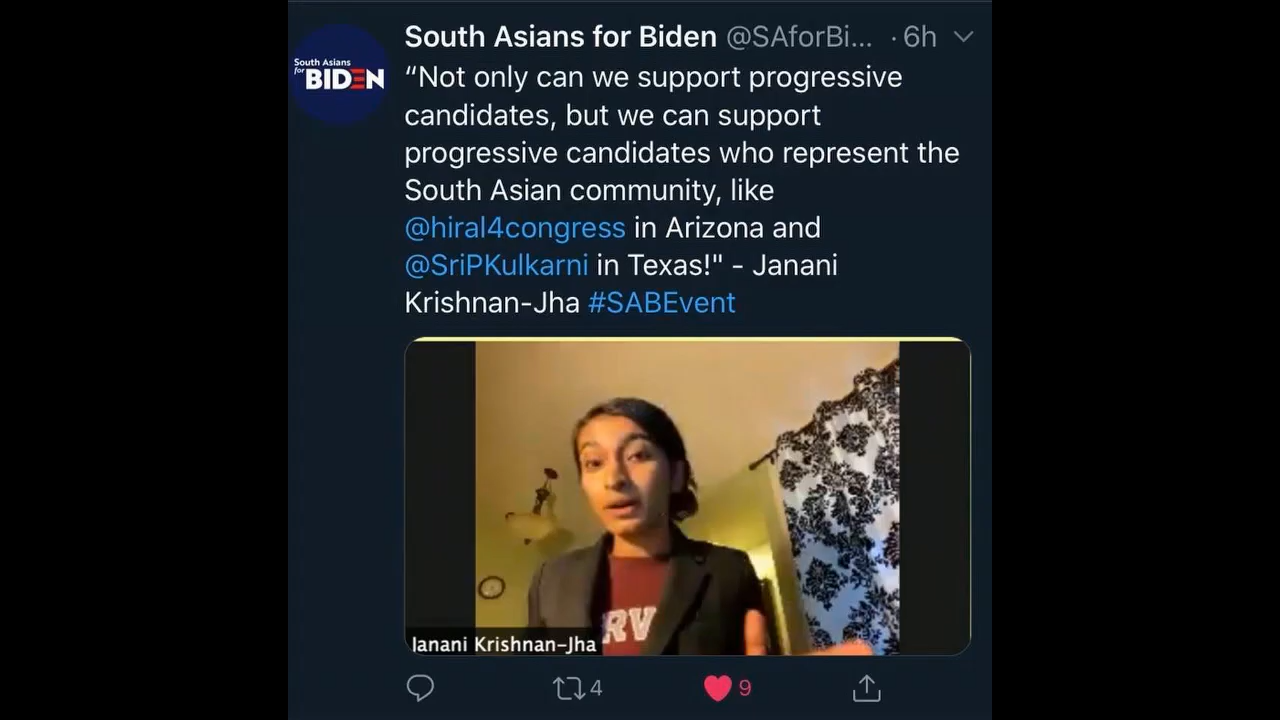 South Asians for Biden @SAforBi... · 6h
South Asians
for
BIDEN
“Not only can we support progressive
candidates, but we can support
progressive candidates who represent the
South Asian community, like
@hiral4congress in Arizona and
@SriPKulkarni in Texas!" - Janani
Krishnan-Jha #SABEvent
RV
Janani Krishnan-Jha
4 9